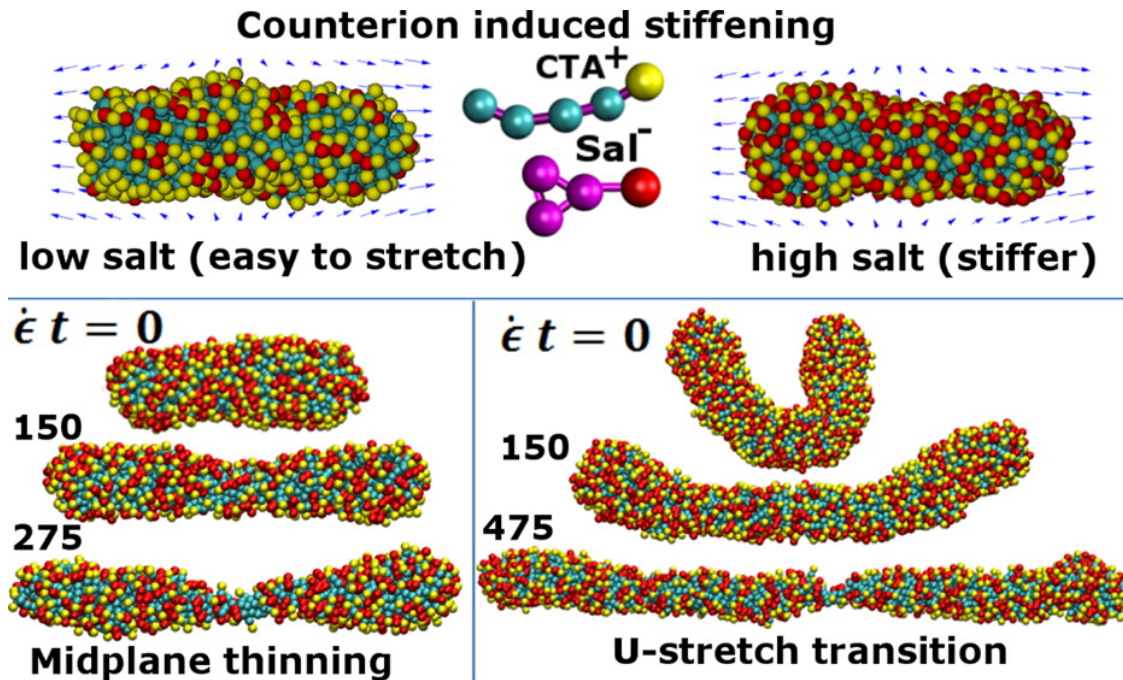 Counterion induced stiffening
CTA⁺
Sal⁻
low salt (easy to stretch)
high salt (stiffer)
ϵ̇ t = 0
150
275
Midplane thinning
ϵ̇ t = 0
150
475
U-stretch transition